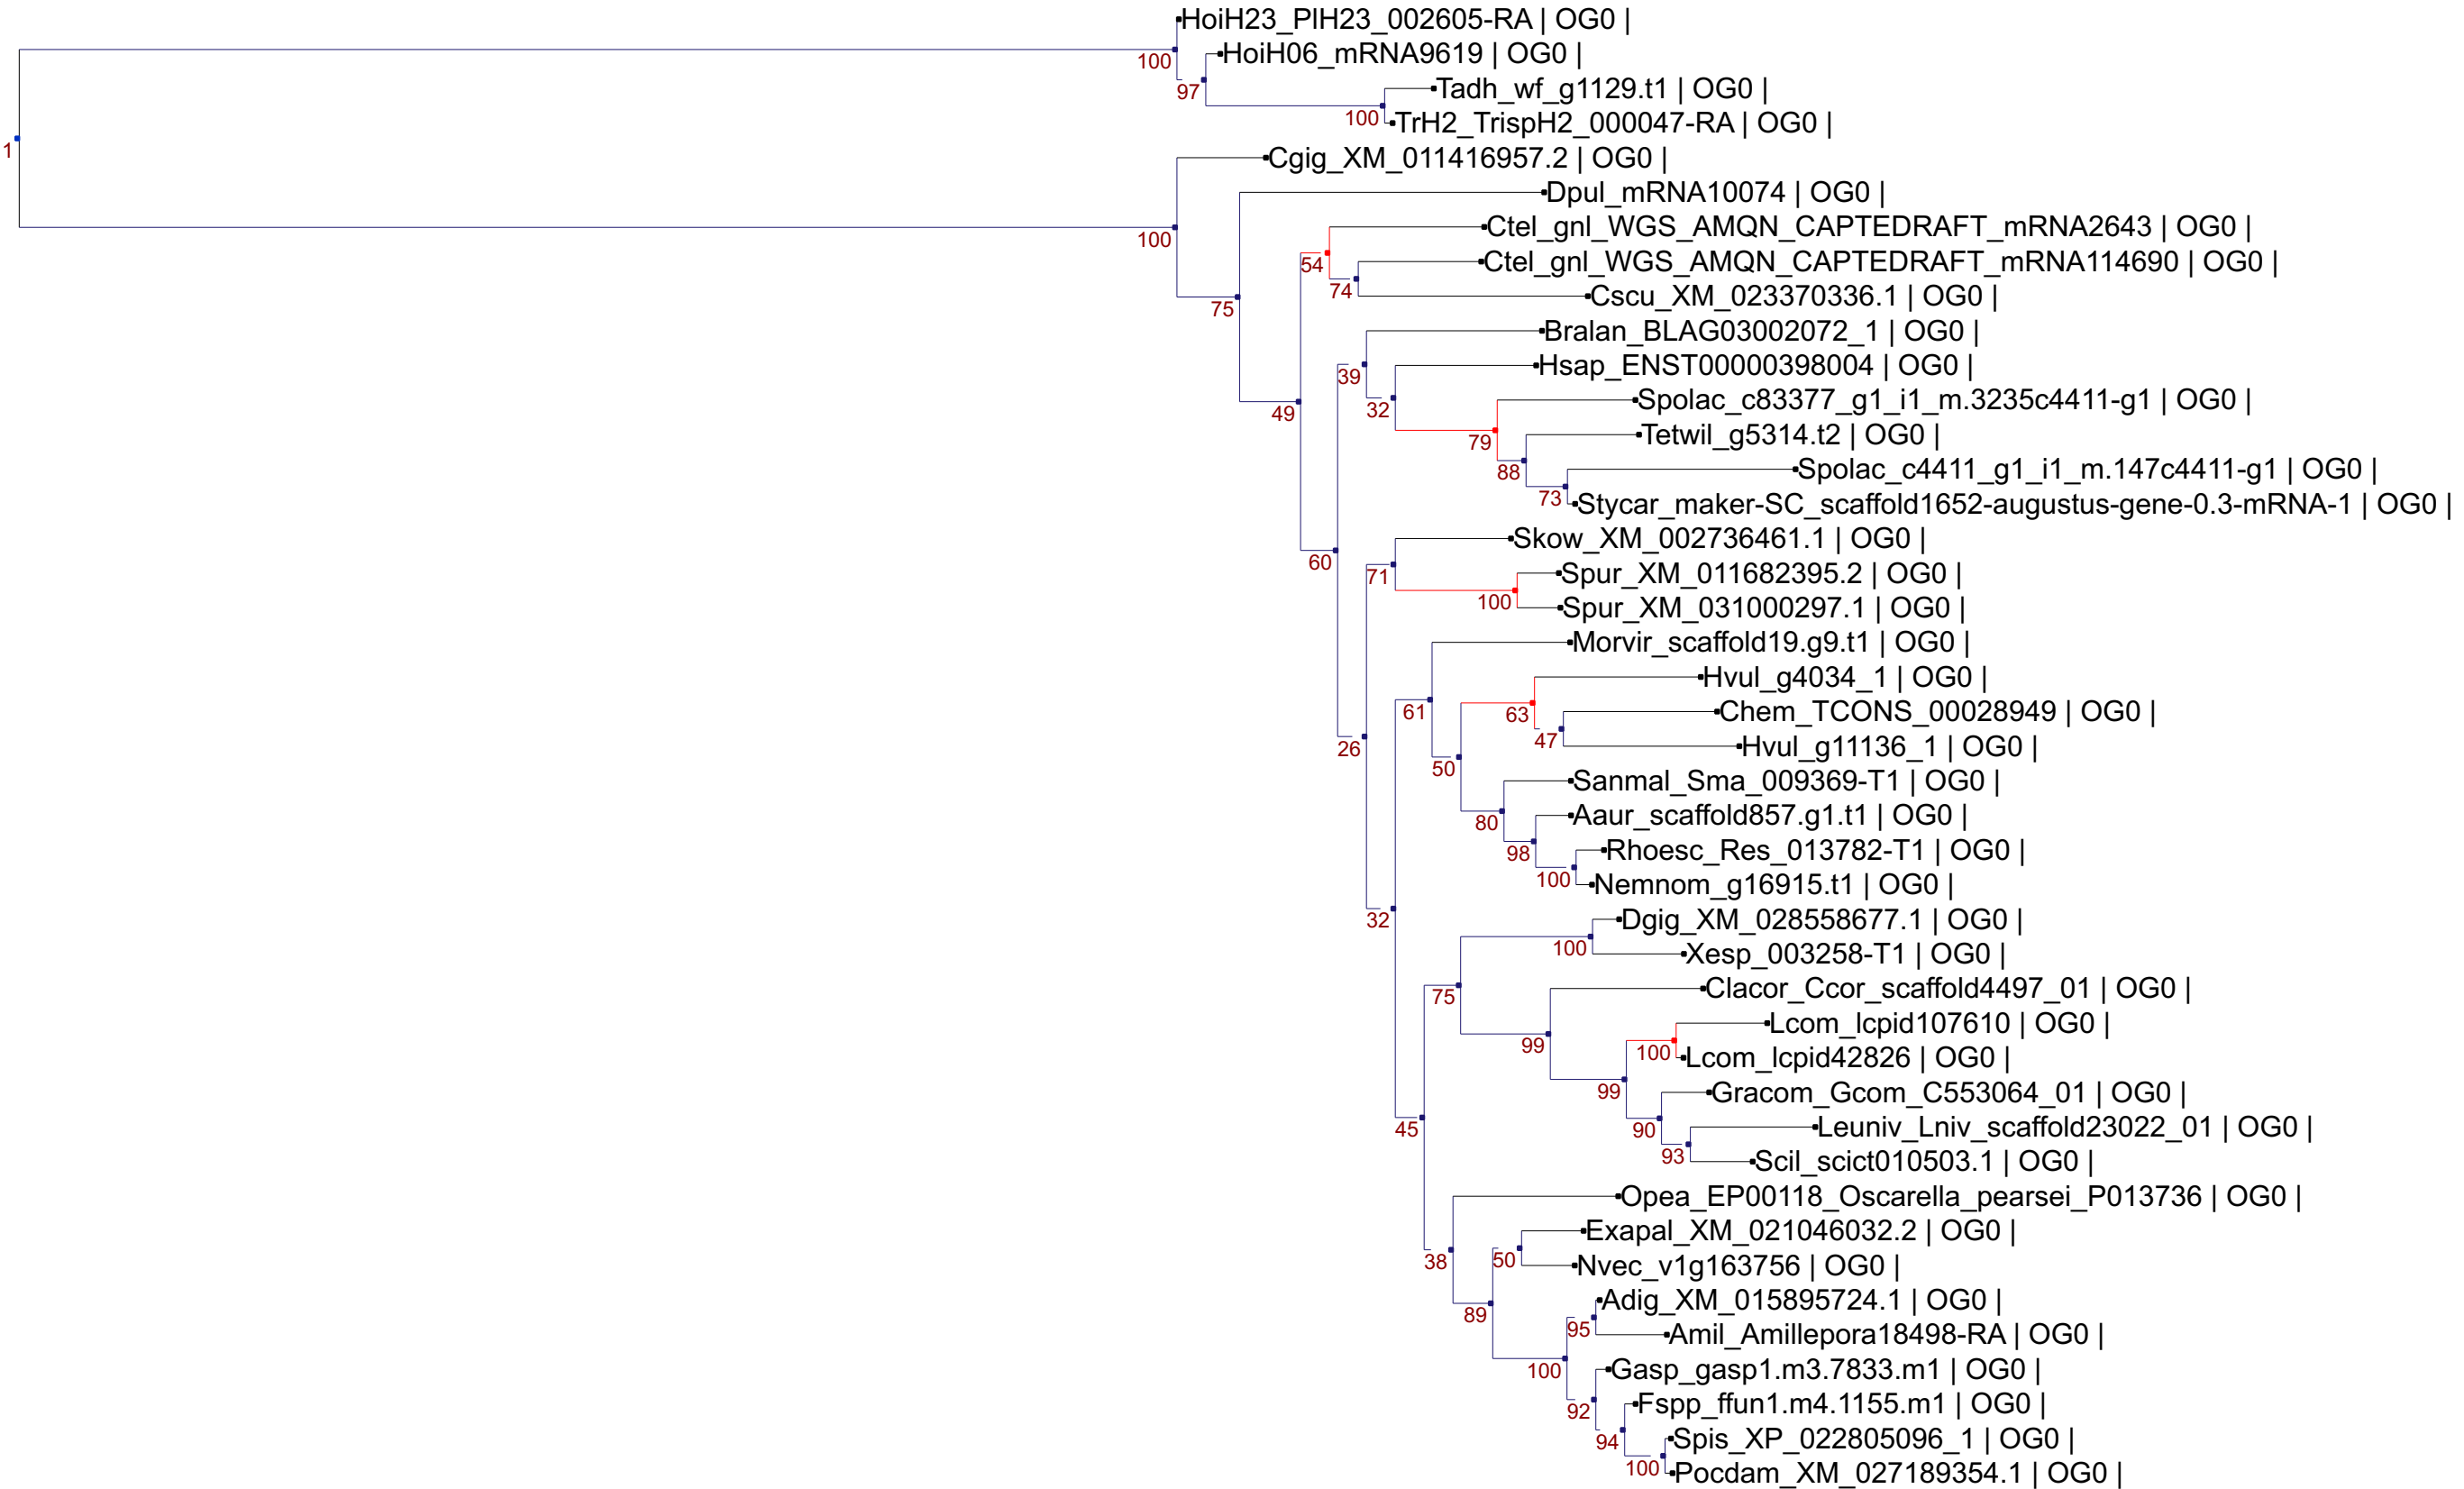 HoiH23_PlH23_002605-RA | OG0 |
100
HoiH06_mRNA9619 | OG0 |
97
Tadh_wf_g1129.t1 | OG0 |
100
TrH2_TrispH2_000047-RA | OG0 |
1
Cgig_XM_011416957.2 | OG0 |
Dpul_mRNA10074 | OG0 |
Ctel_gnl_WGS_AMQN_CAPTEDRAFT_mRNA2643 | OG0 |
100
54
Ctel_gnl_WGS_AMQN_CAPTEDRAFT_mRNA114690 | OG0 |
74
Cscu_XM_023370336.1 | OG0 |
75
Bralan_BLAG03002072_1 | OG0 |
39
Hsap_ENST00000398004 | OG0 |
32
Spolac_c83377_g1_i1_m.3235c4411-g1 | OG0 |
49
79
Tetwil_g5314.t2 | OG0 |
88
Spolac_c4411_g1_i1_m.147c4411-g1 | OG0 |
73
Stycar_maker-SC_scaffold1652-augustus-gene-0.3-mRNA-1 | OG0 |
Skow_XM_002736461.1 | OG0 |
60
71
Spur_XM_011682395.2 | OG0 |
100
Spur_XM_031000297.1 | OG0 |
Morvir_scaffold19.g9.t1 | OG0 |
Hvul_g4034_1 | OG0 |
61
63
Chem_TCONS_00028949 | OG0 |
47
Hvul_g11136_1 | OG0 |
26
50
Sanmal_Sma_009369-T1 | OG0 |
80
Aaur_scaffold857.g1.t1 | OG0 |
98
Rhoesc_Res_013782-T1 | OG0 |
100
Nemnom_g16915.t1 | OG0 |
32
Dgig_XM_028558677.1 | OG0 |
100
Xesp_003258-T1 | OG0 |
75
Clacor_Ccor_scaffold4497_01 | OG0 |
Lcom_lcpid107610 | OG0 |
99
100
Lcom_lcpid42826 | OG0 |
99
Gracom_Gcom_C553064_01 | OG0 |
45
90
Leuniv_Lniv_scaffold23022_01 | OG0 |
93
Scil_scict010503.1 | OG0 |
Opea_EP00118_Oscarella_pearsei_P013736 | OG0 |
Exapal_XM_021046032.2 | OG0 |
38
50
Nvec_v1g163756 | OG0 |
89
Adig_XM_015895724.1 | OG0 |
95
Amil_Amillepora18498-RA | OG0 |
100
Gasp_gasp1.m3.7833.m1 | OG0 |
92
Fspp_ffun1.m4.1155.m1 | OG0 |
94
Spis_XP_022805096_1 | OG0 |
100
Pocdam_XM_027189354.1 | OG0 |